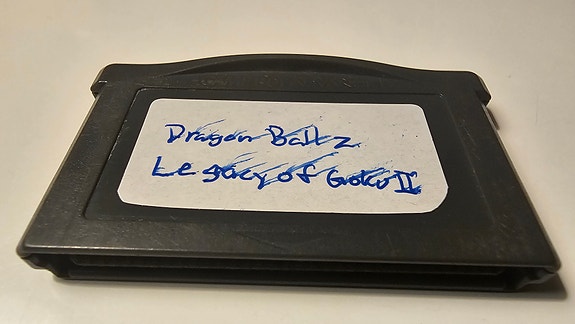 Dragon Ball Z
Legacy of Goku II